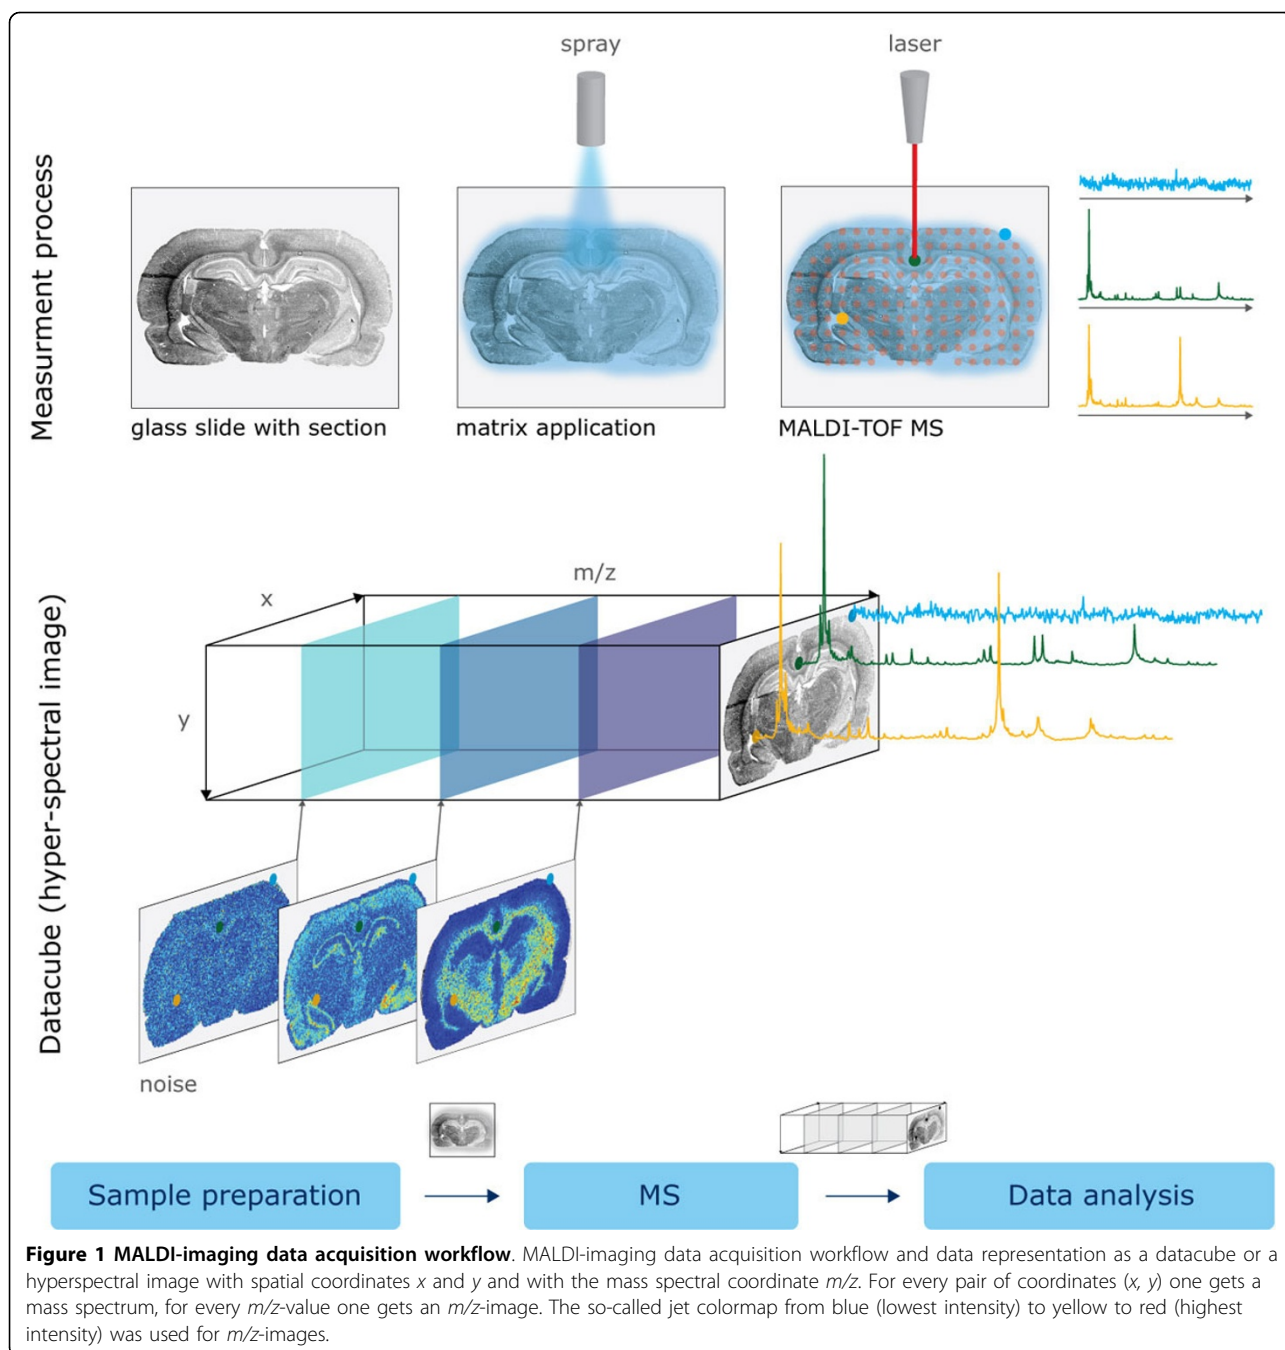 spray
laser
Measurment process
glass slide with section
matrix application
MALDI-TOF MS
Datacube (hyper-spectral image)
m/z
x
y
noise
Sample preparation
MS
Data analysis
Figure 1 MALDI-imaging data acquisition workflow. MALDI-imaging data acquisition workflow and data representation as a datacube or a
hyperspectral image with spatial coordinates x and y and with the mass spectral coordinate m/z. For every pair of coordinates (x, y) one gets a
mass spectrum, for every m/z-value one gets an m/z-image. The so-called jet colormap from blue (lowest intensity) to yellow to red (highest
intensity) was used for m/z-images.